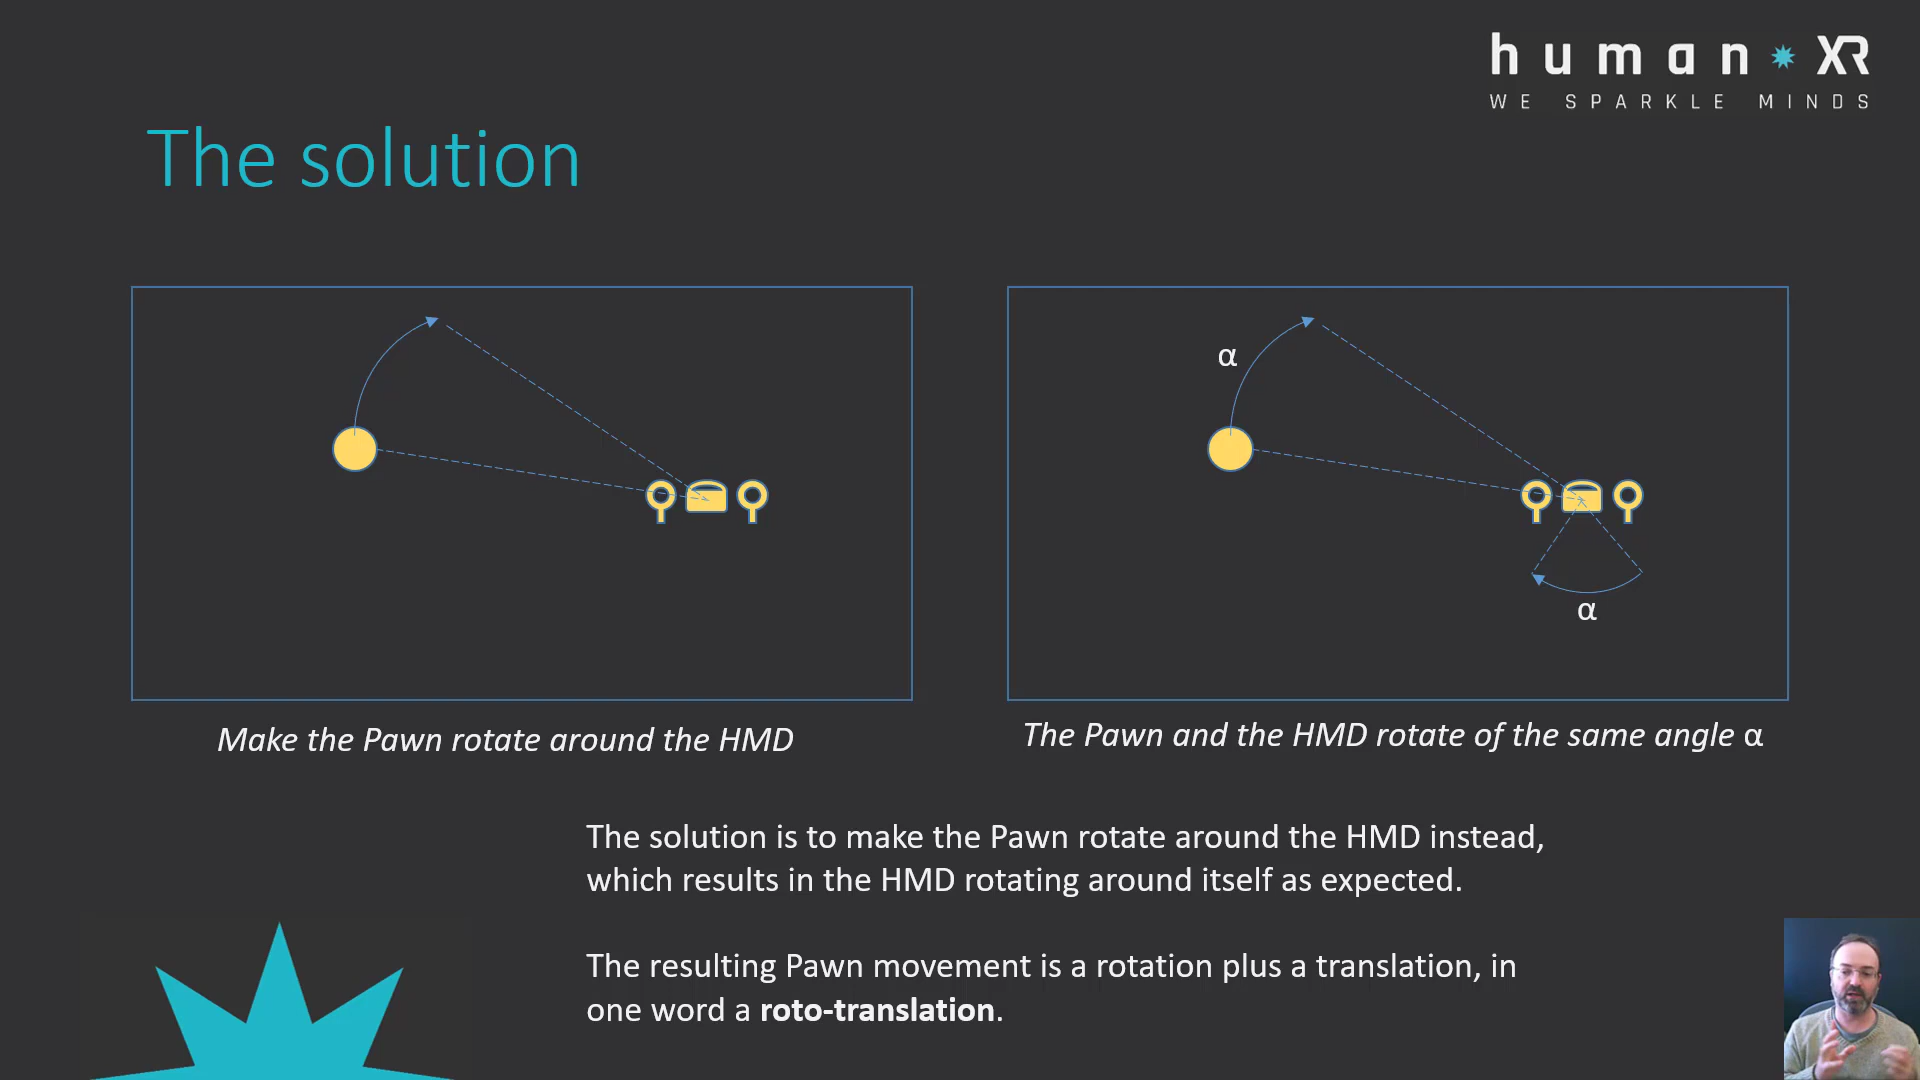 human XR
WE SPARKLE MINDS
The solution
α
α
Make the Pawn rotate around the HMD
The Pawn and the HMD rotate of the same angle α
The solution is to make the Pawn rotate around the HMD instead,
which results in the HMD rotating around itself as expected.
The resulting Pawn movement is a rotation plus a translation, in
one word a roto-translation.